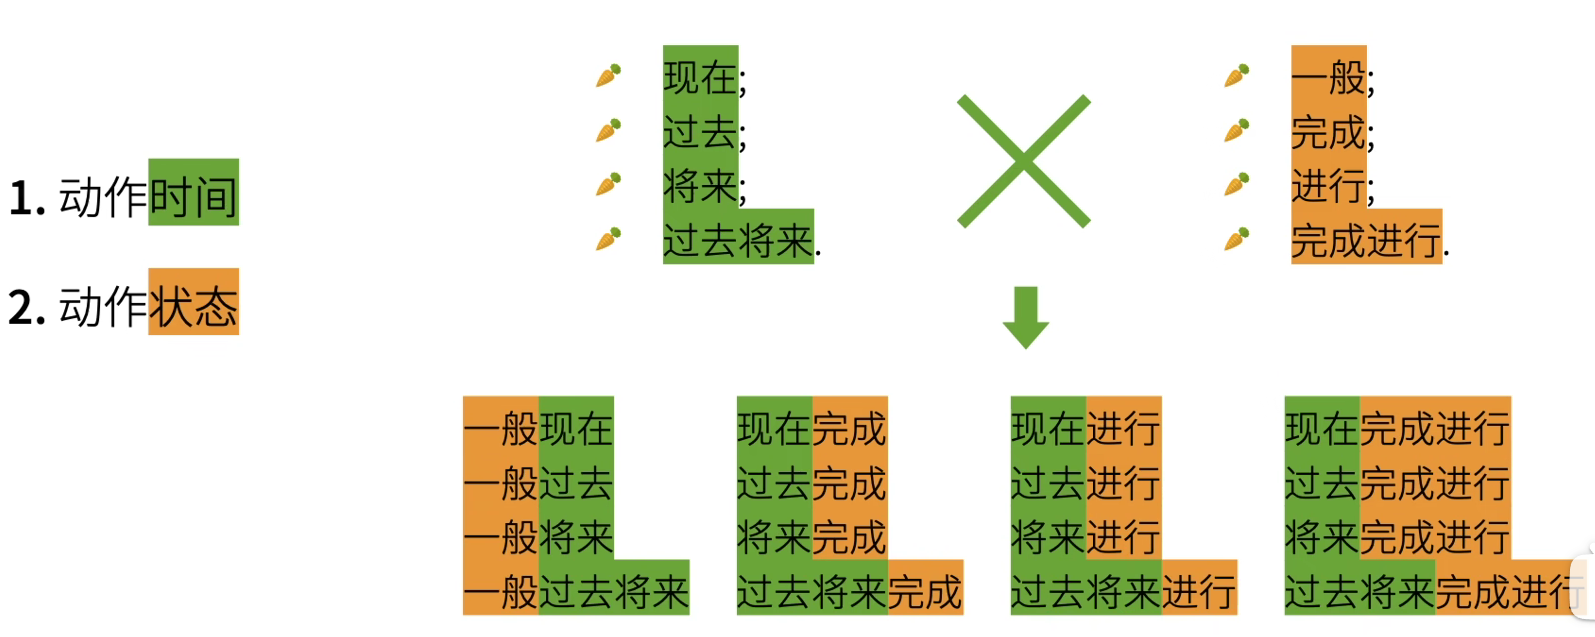 1. 动作时间
2. 动作状态
现在;
过去;
将来;
过去将来.
一般;
完成;
进行;
完成进行.
一般现在
一般过去
一般将来
一般过去将来
现在完成
过去完成
将来完成
过去将来完成
现在进行
过去进行
将来进行
过去将来进行
现在完成进行
过去完成进行
将来完成进行
过去将来完成进行